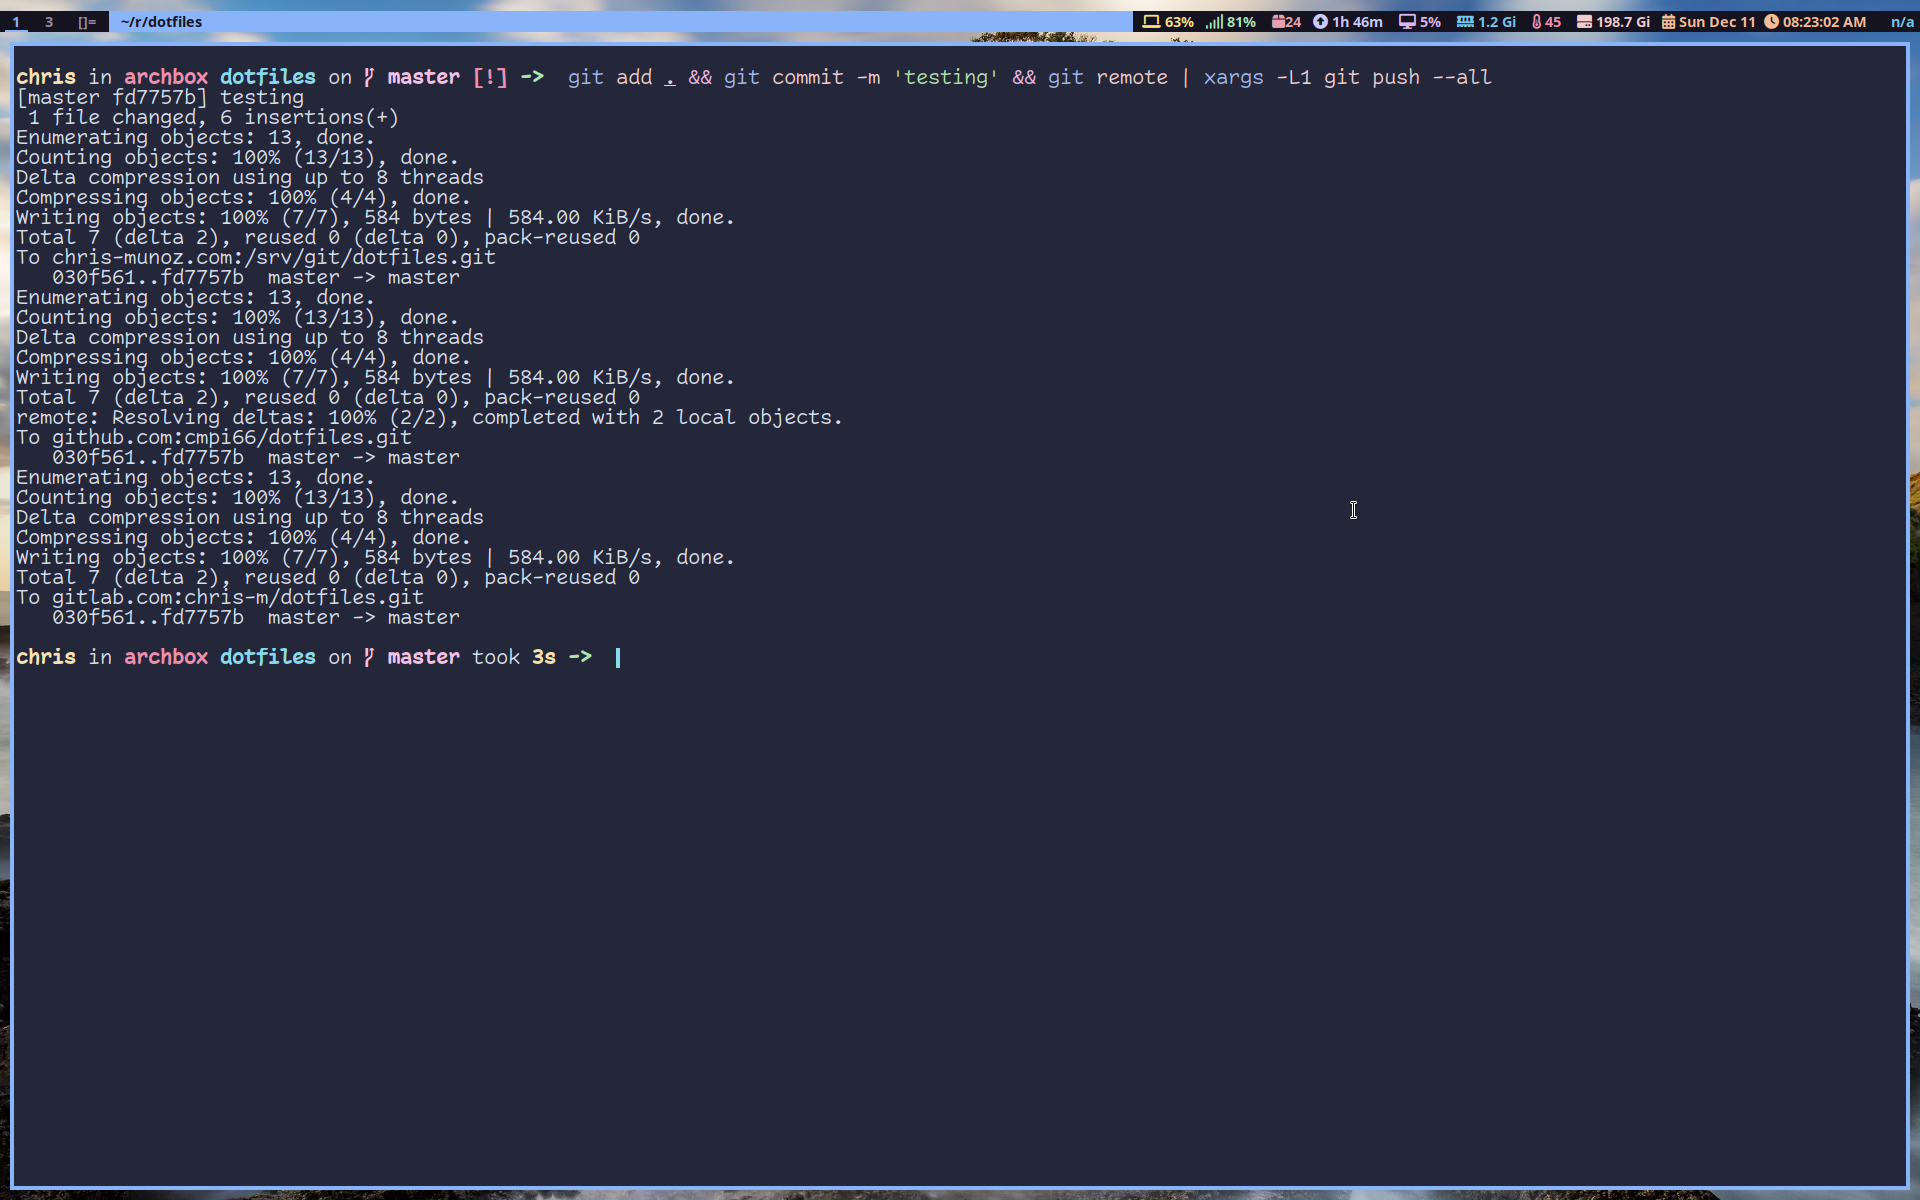 1 3 []= ~/r/dotfiles 63% 81% 24 1h 46m 5% 1.2 Gi 45 198.7 Gi Sun Dec 11 08:23:02 AM n/a
chris in archbox dotfiles on master [!] -> git add . && git commit -m 'testing' && git remote | xargs -L1 git push --all
[master fd7757b] testing
 1 file changed, 6 insertions(+)
Enumerating objects: 13, done.
Counting objects: 100% (13/13), done.
Delta compression using up to 8 threads
Compressing objects: 100% (4/4), done.
Writing objects: 100% (7/7), 584 bytes | 584.00 KiB/s, done.
Total 7 (delta 2), reused 0 (delta 0), pack-reused 0
To chris-munoz.com:/srv/git/dotfiles.git
   030f561..fd7757b  master -> master
Enumerating objects: 13, done.
Counting objects: 100% (13/13), done.
Delta compression using up to 8 threads
Compressing objects: 100% (4/4), done.
Writing objects: 100% (7/7), 584 bytes | 584.00 KiB/s, done.
Total 7 (delta 2), reused 0 (delta 0), pack-reused 0
remote: Resolving deltas: 100% (2/2), completed with 2 local objects.
To github.com:cmpi66/dotfiles.git
   030f561..fd7757b  master -> master
Enumerating objects: 13, done.
Counting objects: 100% (13/13), done.
Delta compression using up to 8 threads
Compressing objects: 100% (4/4), done.
Writing objects: 100% (7/7), 584 bytes | 584.00 KiB/s, done.
Total 7 (delta 2), reused 0 (delta 0), pack-reused 0
To gitlab.com:chris-m/dotfiles.git
   030f561..fd7757b  master -> master
chris in archbox dotfiles on master took 3s ->